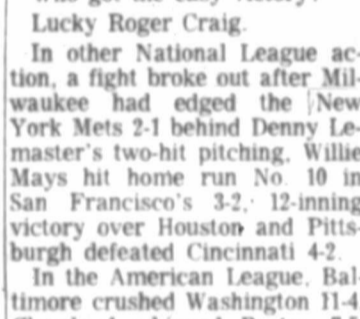 Lucky Roger Craig.
In other National League ac-
tion, a fight broke out after Mil-
waukee had edged the New
York Mets 2-1 behind Denny Le-
master's two-hit pitching, Willie
Mays hit home run No. 10 in
San Francisco's 3-2, 12-inning
victory over Houston and Pitts-
burgh defeated Cincinnati 4-2.
In the American League, Bal-
timore crushed Washington 11-4